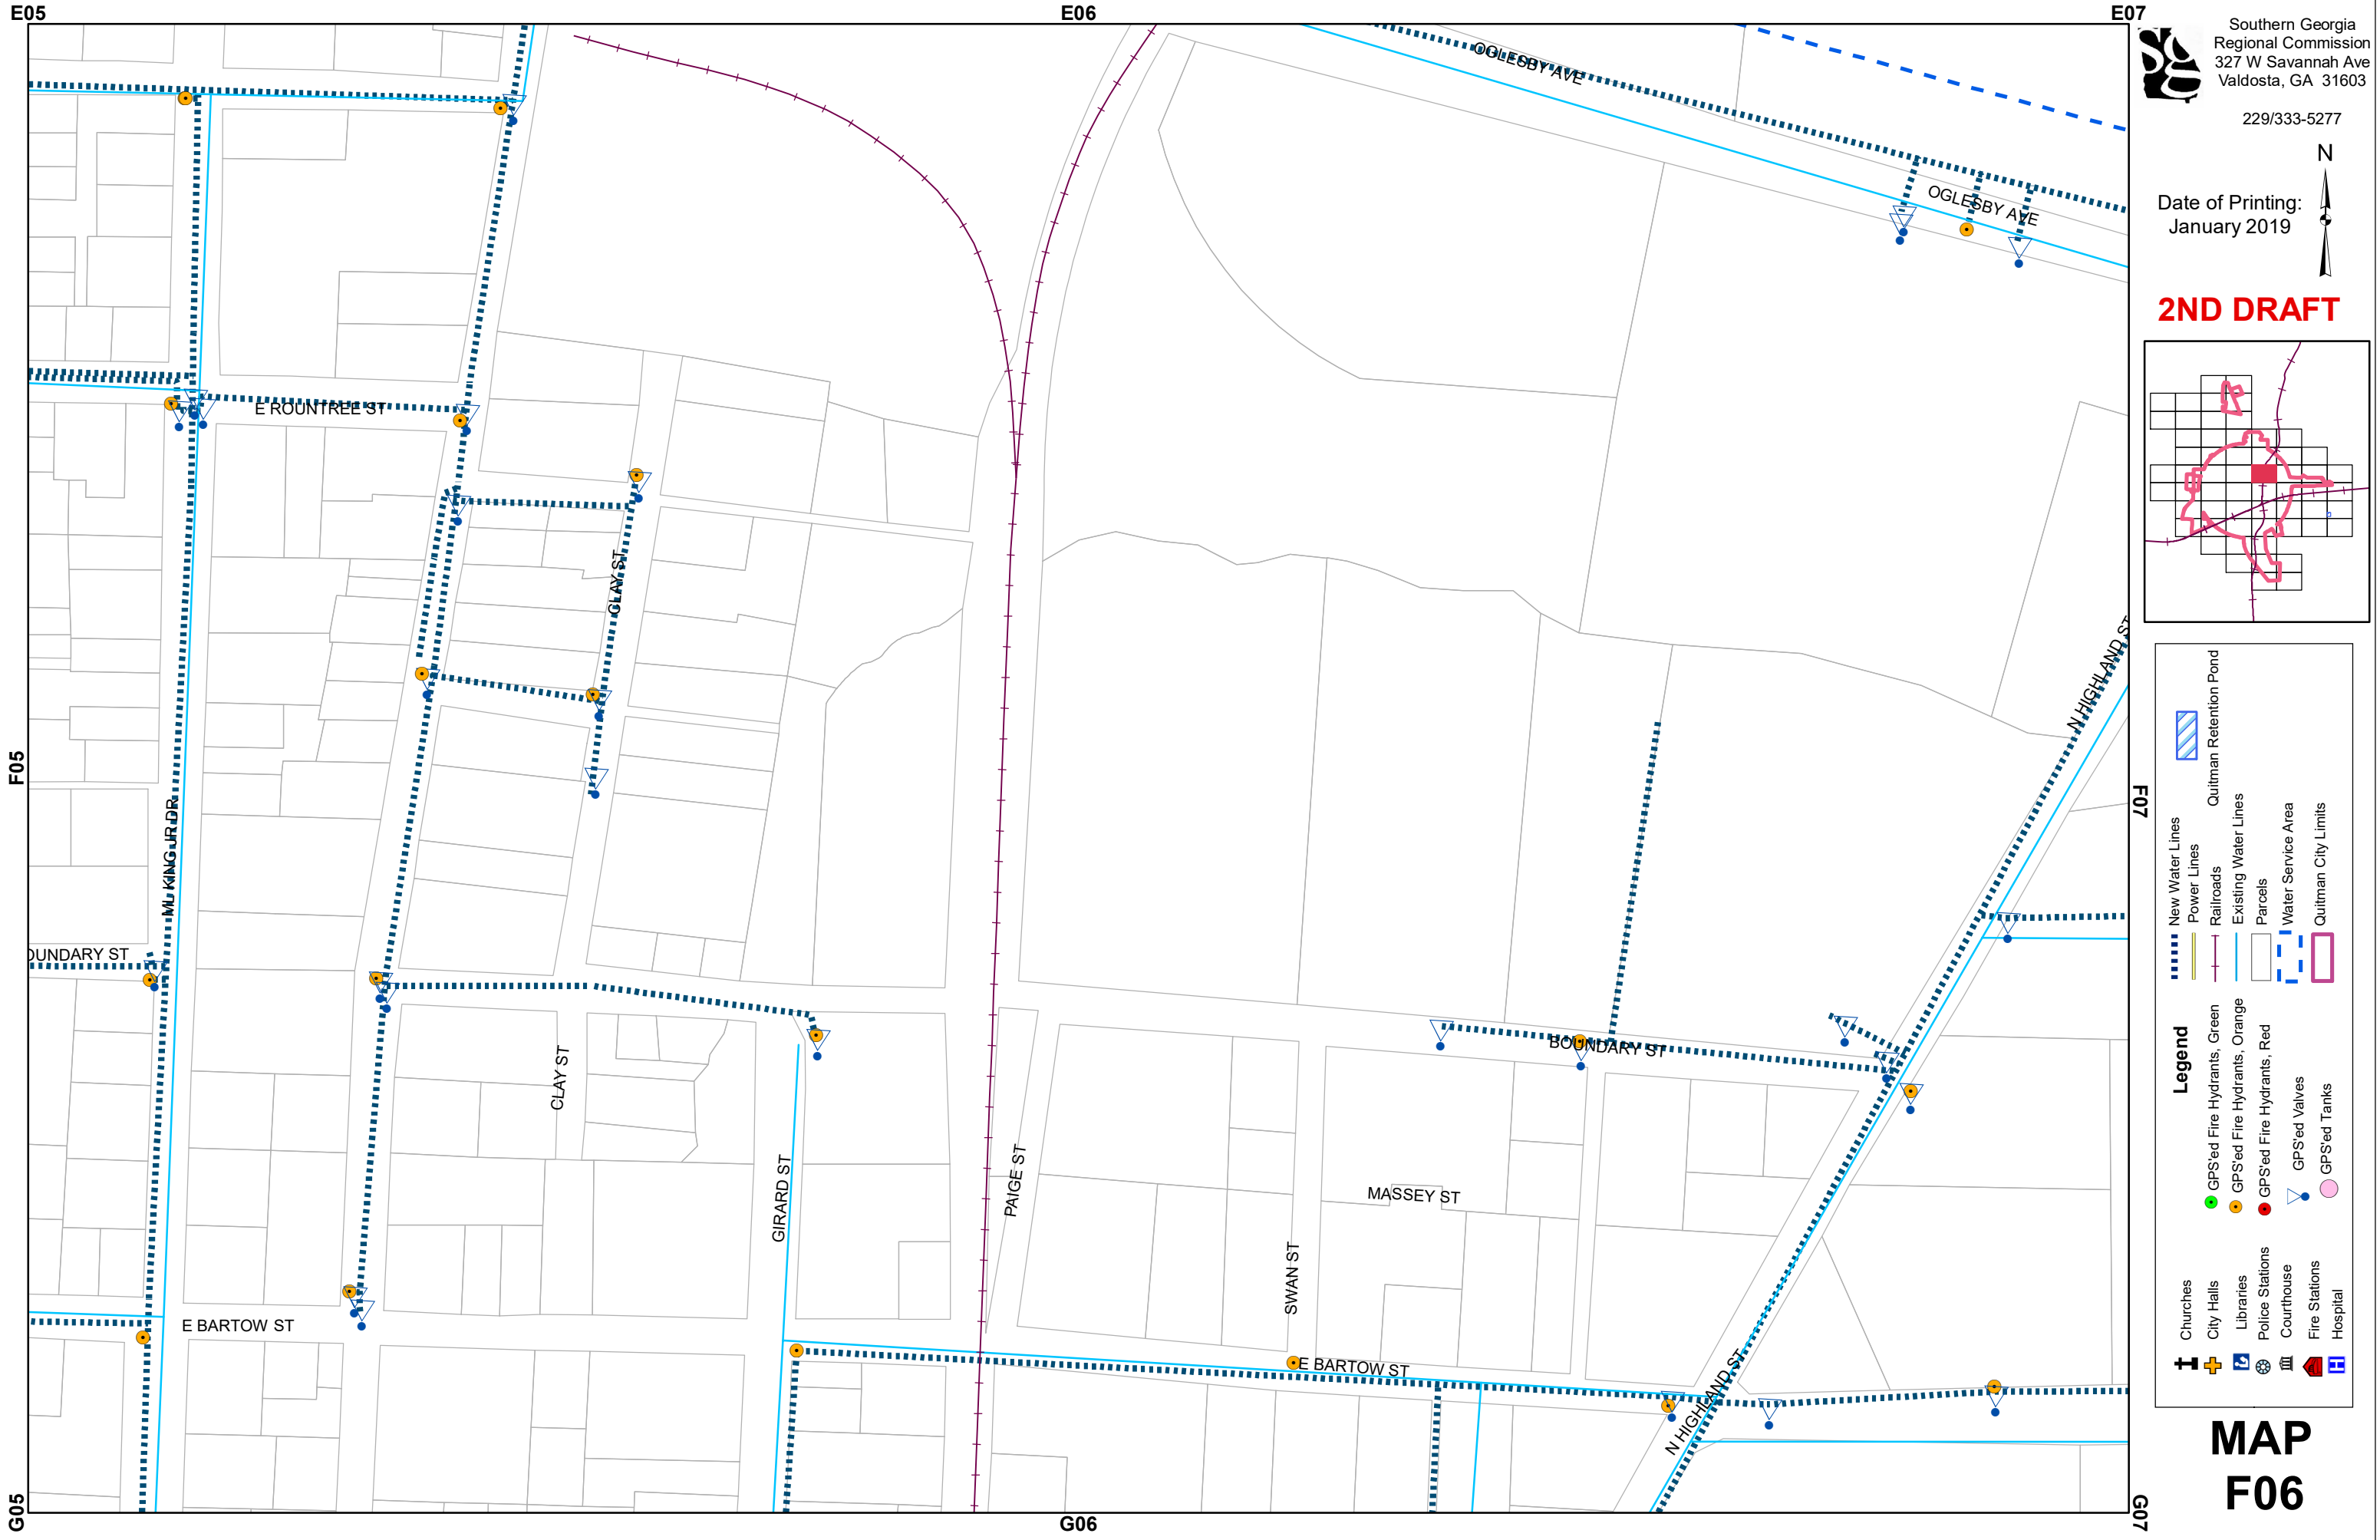 E05
E06
E07
Southern Georgia
Regional Commission
327 W Savannah Ave
Valdosta, GA 31603
229/333-5277
N
Date of Printing:
January 2019
2ND DRAFT
OGLESBY AVE
OGLESBY AVE
E ROUNTREE ST
CLAY ST
N HIGHLAND ST
F05
F07
ML KING JR DR
OUNDARY ST
BOUNDARY ST
CLAY ST
GIRARD ST
PAIGE ST
MASSEY ST
SWAN ST
E BARTOW ST
E BARTOW ST
N HIGHLAND ST
G05
G06
G07
Legend
Churches
City Halls
Libraries
Police Stations
Courthouse
Fire Stations
Hospital
GPS'ed Fire Hydrants, Green
GPS'ed Fire Hydrants, Orange
GPS'ed Fire Hydrants, Red
GPS'ed Valves
GPS'ed Tanks
New Water Lines
Power Lines
Railroads
Existing Water Lines
Parcels
Water Service Area
Quitman City Limits
Quitman Retention Pond
MAP
F06